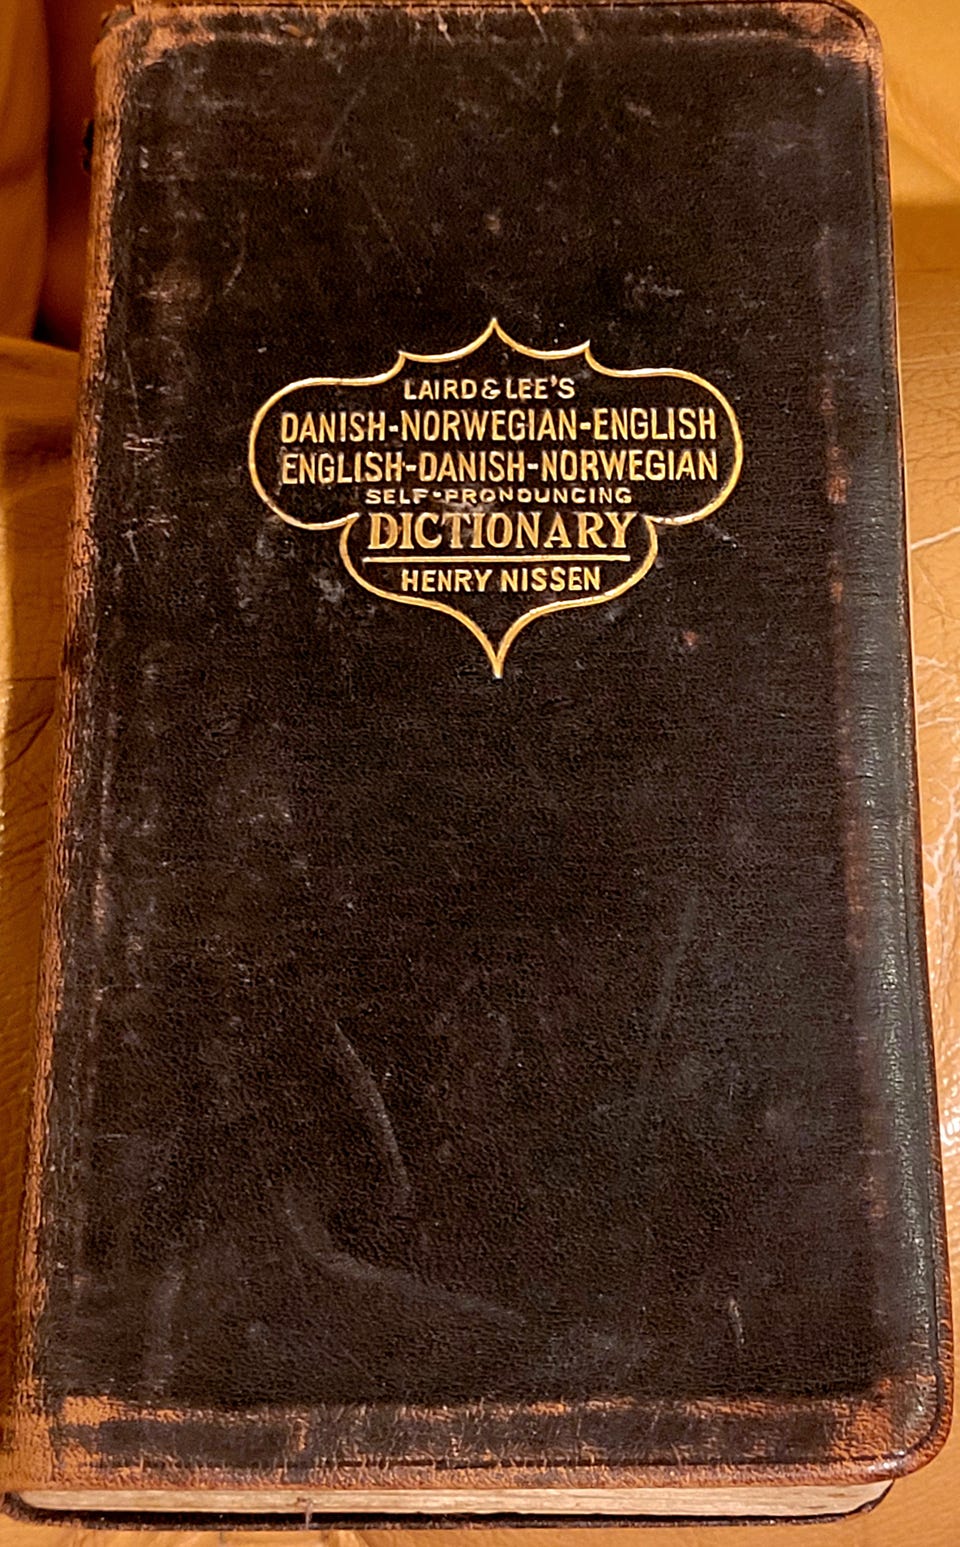 LAIRD & LEE'S
DANISH-NORWEGIAN-ENGLISH
ENGLISH-DANISH-NORWEGIAN
SELF-PRONOUNCING
DICTIONARY
HENRY NISSEN